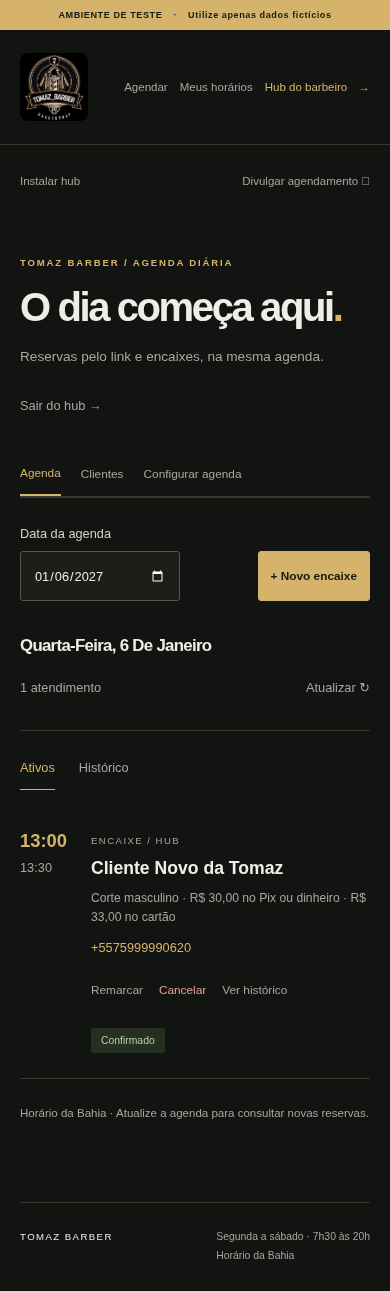 AMBIENTE DE TESTE · Utilize apenas dados fictícios
TOMAZ_BARBER
BARBERSHOP
Agendar Meus horários Hub do barbeiro →
Instalar hub Divulgar agendamento
TOMAZ BARBER / AGENDA DIÁRIA
O dia começa aqui.
Reservas pelo link e encaixes, na mesma agenda.
Sair do hub →
Agenda Clientes Configurar agenda
Data da agenda
01/06/2027 + Novo encaixe
Quarta-Feira, 6 De Janeiro
1 atendimento Atualizar ↻
Ativos Histórico
13:00 ENCAIXE / HUB
13:30 Cliente Novo da Tomaz
Corte masculino · R$ 30,00 no Pix ou dinheiro · R$
33,00 no cartão
+5575999990620
Remarcar Cancelar Ver histórico
Confirmado
Horário da Bahia · Atualize a agenda para consultar novas reservas.
TOMAZ BARBER Segunda a sábado · 7h30 às 20h
Horário da Bahia